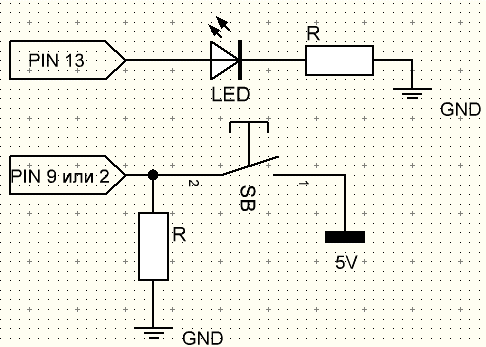 PIN 13
LED
R
GND
PIN 9 или 2
2
SB
1
R
5V
GND